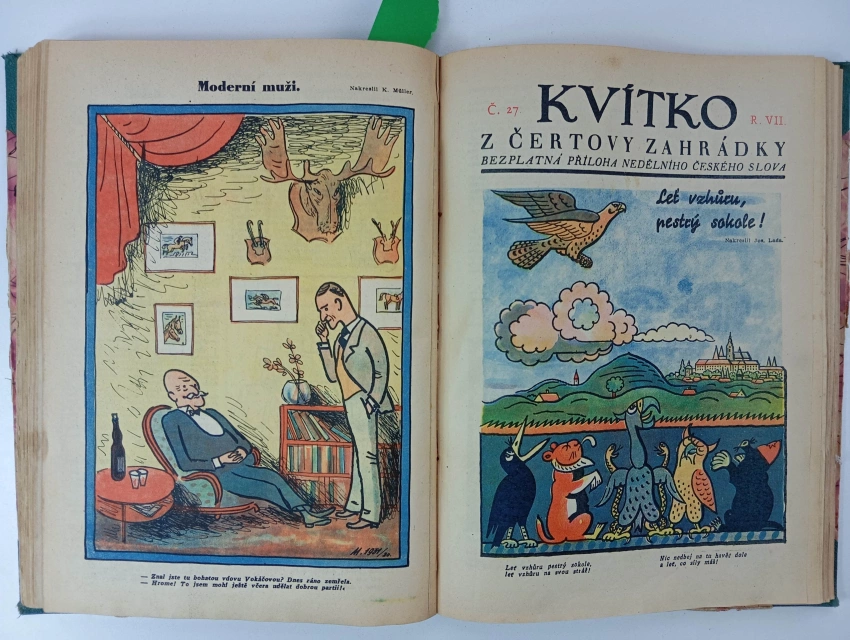 Moderní muži.
Nakreslil K. Müller.
M. 1931/
— Znal jste tu bohatou vdovu Vokáčovou? Dnes ráno zemřela.
— Hrome! To jsem mohl ještě včera udělat dobrou partii!«
Č. 27.
KVÍTKO
R. VII.
Z ČERTOVY ZAHRÁDKY
BEZPLATNÁ PŘÍLOHA NEDĚLNÍHO ČESKÉHO SLOVA
Leť vzhůru,
pestrý sokole!
Nakreslil Jos. Lada.
Leť vzhůru pestrý sokole,
leť vzhůru na svou stráž!
Nic nedbej na tu hověť dole
a leť, co síly máš!